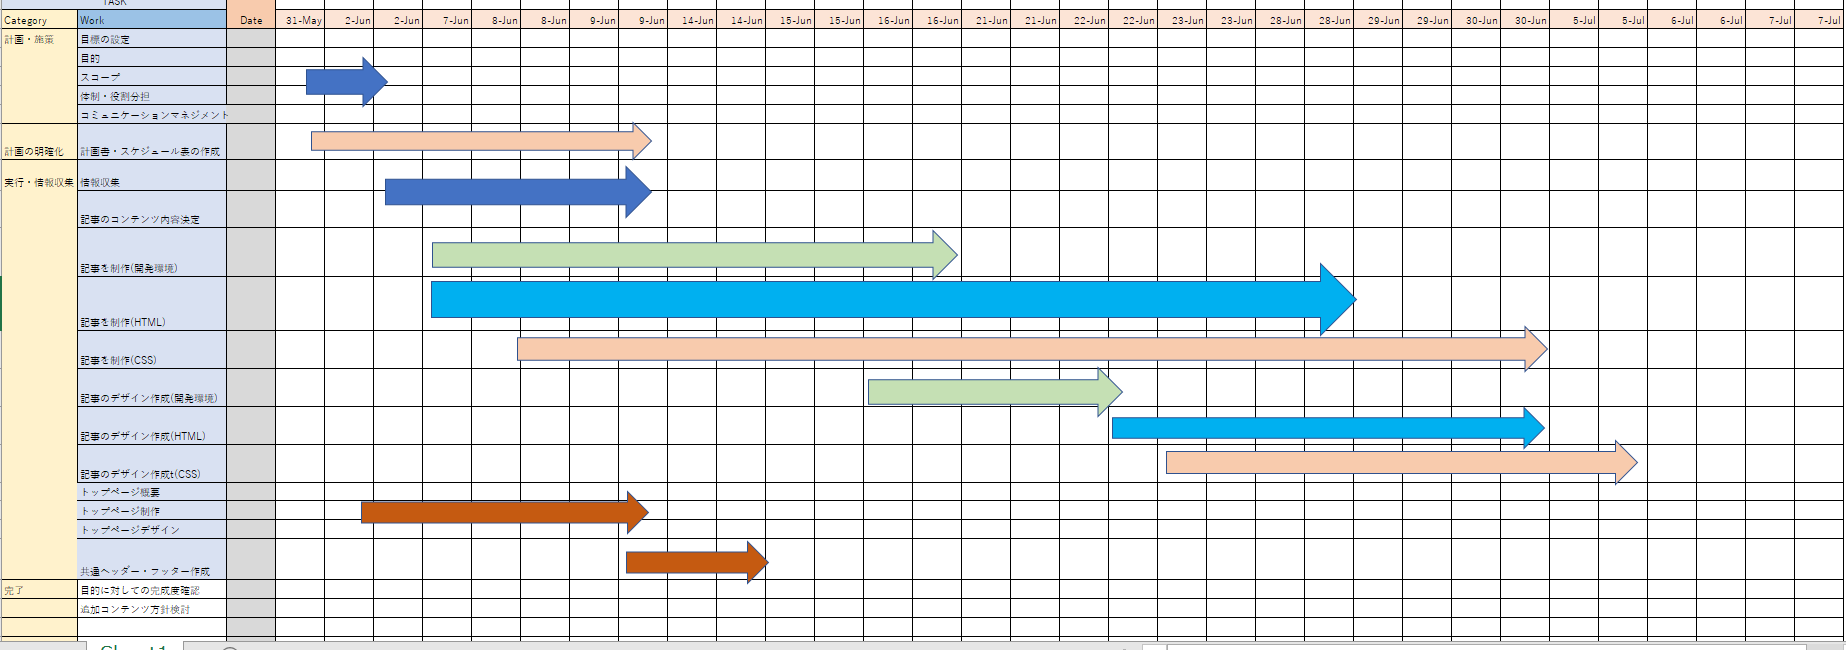 TASK
Category Work Date 31-May 2-Jun 2-Jun 7-Jun 8-Jun 8-Jun 9-Jun 9-Jun 14-Jun 14-Jun 15-Jun 15-Jun 16-Jun 16-Jun 21-Jun 21-Jun 22-Jun 22-Jun 23-Jun 23-Jun 28-Jun 28-Jun 29-Jun 29-Jun 30-Jun 30-Jun 5-Jul 5-Jul 6-Jul 6-Jul 7-Jul 7-Jul
計画・施策 目標の設定
目的
スコープ
体制・役割分担
コミュニケーションマネジメント
計画の明確化 計画書・スケジュール表の作成
実行・情報収集 情報収集
記事のコンテンツ内容決定
記事を制作(開発環境)
記事を制作(HTML)
記事を制作(CSS)
記事のデザイン作成(開発環境)
記事のデザイン作成(HTML)
記事のデザイン作成t(CSS)
トップページ概要
トップページ制作
トップページデザイン
共通ヘッダー・フッター作成
完了 目的に対しての完成度確認
追加コンテンツ方針検討